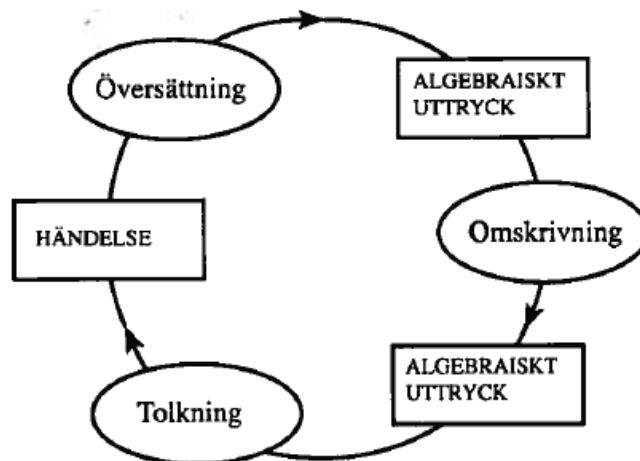 Översättning
ALGEBRAISKT
UTTRYCK
HÄNDELSE
Omskrivning
ALGEBRAISKT
UTTRYCK
Tolkning